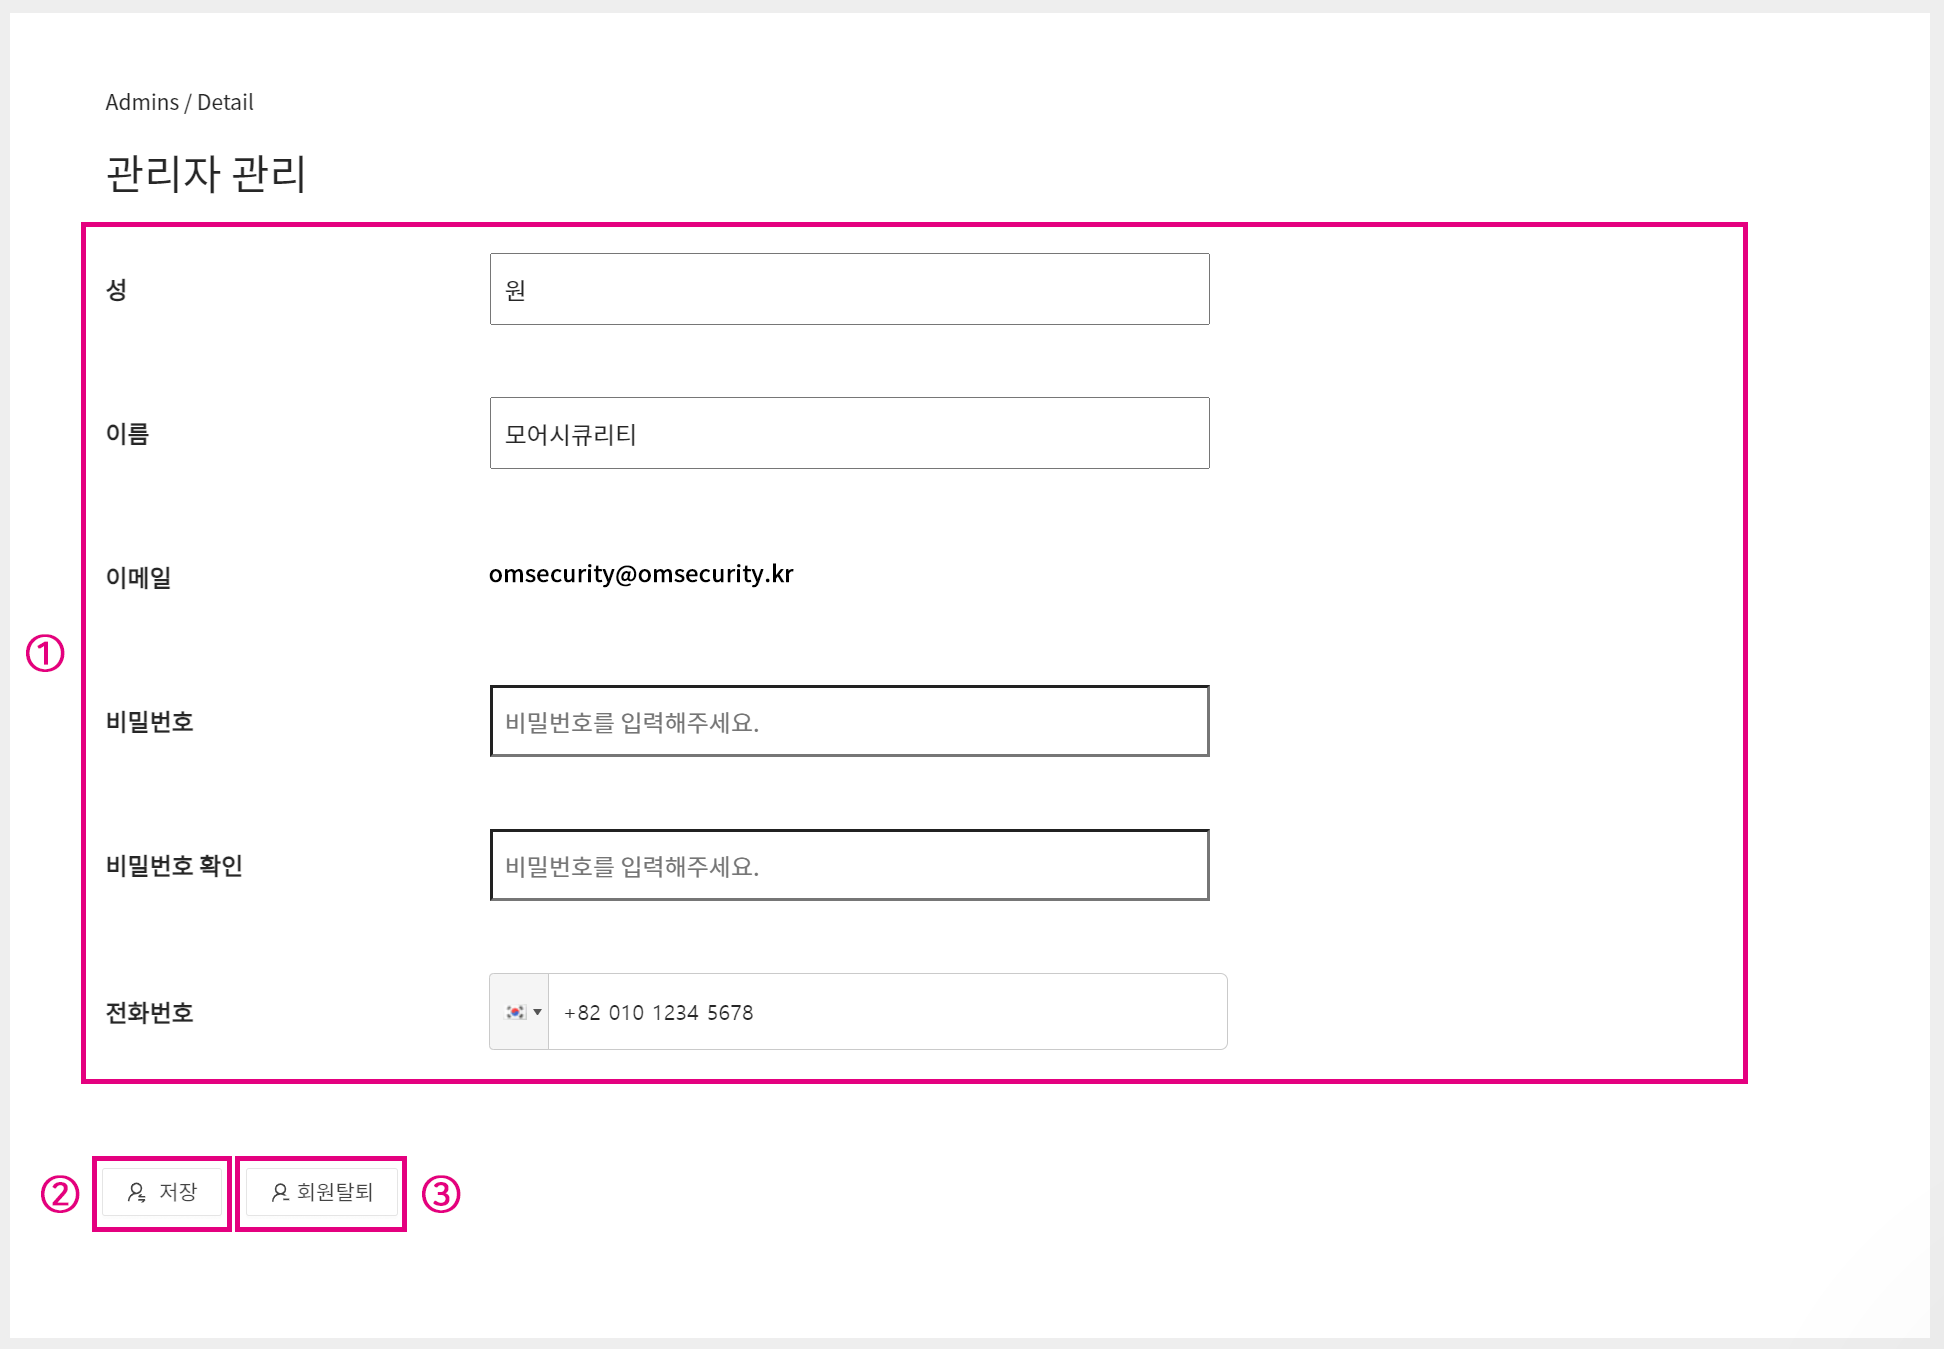 Admins / Detail
관리자 관리
성
원
이름
모어시큐리티
이메일
omsecurity@omsecurity.kr
①
비밀번호
비밀번호를 입력해주세요.
비밀번호 확인
비밀번호를 입력해주세요.
전화번호
+82 010 1234 5678
② 저장 회원탈퇴 ③